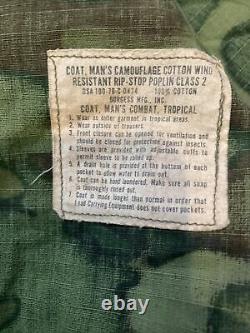 COAT, MAN'S CAMOUFLAGE COTTON WIND
RESISTANT RIP-STOP POPLIN CLASS 2
DSA 100-70-C-0474 100% COTTON
BURGESS MFG., INC.
COAT, MAN'S COMBAT, TROPICAL
1. Wear as outer garment in tropical areas.
2. Wear outside of trousers.
3. Front closure can be opened for ventilation and
should be closed for protection against insects.
4. Sleeves are provided with adjustable cuffs to
permit sleeve to be rolled up.
5. A drain hole is provided at the bottom of each
pocket to allow water to drain out.
6. Coat can be hand laundered. Make sure all soap
is thoroughly rinsed out.
7. Coat is made longer than normal in order that
Load Carrying Equipment does not cover pockets.
© ebay